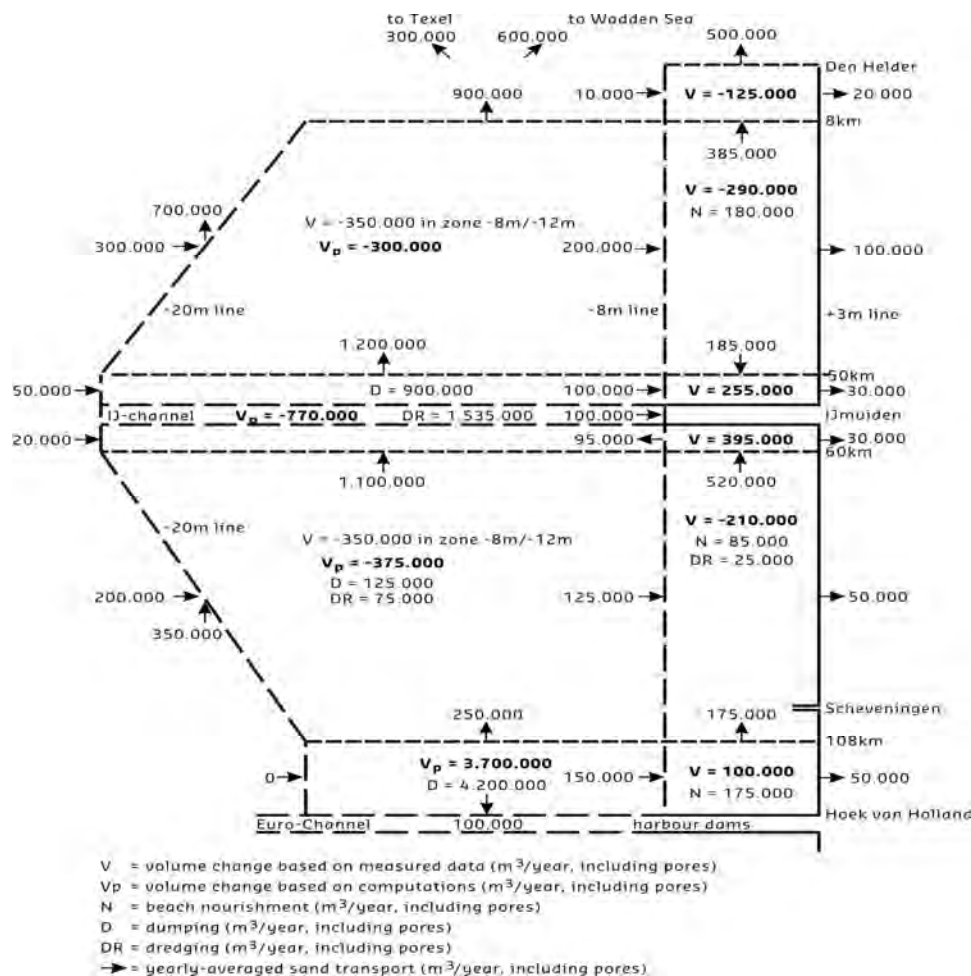 to Texel to Wadden Sea
300.000 600.000 500.000
Den Helder
900.000 10.000 V = -125.000 20.000
8km
385.000
V = -290.000
700.000 N = 180.000
V = -350.000 in zone -8m/-12m
300.000 Vp = -300.000 200.000 100.000
-20m line -8m line +3m line
1.200.000 185.000
50km
50.000 D = 900.000 100.000 V = 255.000 30.000
IJ-channel Vp = -770.000 DR = 1.535.000 100.000 IJmuiden
20.000 95.000 V = 395.000 30.000
60km
1.100.000 520.000
-20m line V = -210.000
V = -350.000 in zone -8m/-12m N = 85.000
Vp = -375.000 DR = 25.000
D = 125.000
200.000 DR = 75.000 125.000 50.000
350.000
Scheveningen
250.000 175.000
108km
Vp = 3.700.000 V = 100.000
0 D = 4.200.000 150.000 N = 175.000 50.000
Hoek van Holland
Euro-Channel 100.000 harbour dams
V = volume change based on measured data (m³/year, including pores)
Vp = volume change based on computations (m³/year, including pores)
N = beach nourishment (m³/year, including pores)
D = dumping (m³/year, including pores)
DR = dredging (m³/year, including pores)
→ = yearly-averaged sand transport (m³/year, including pores)